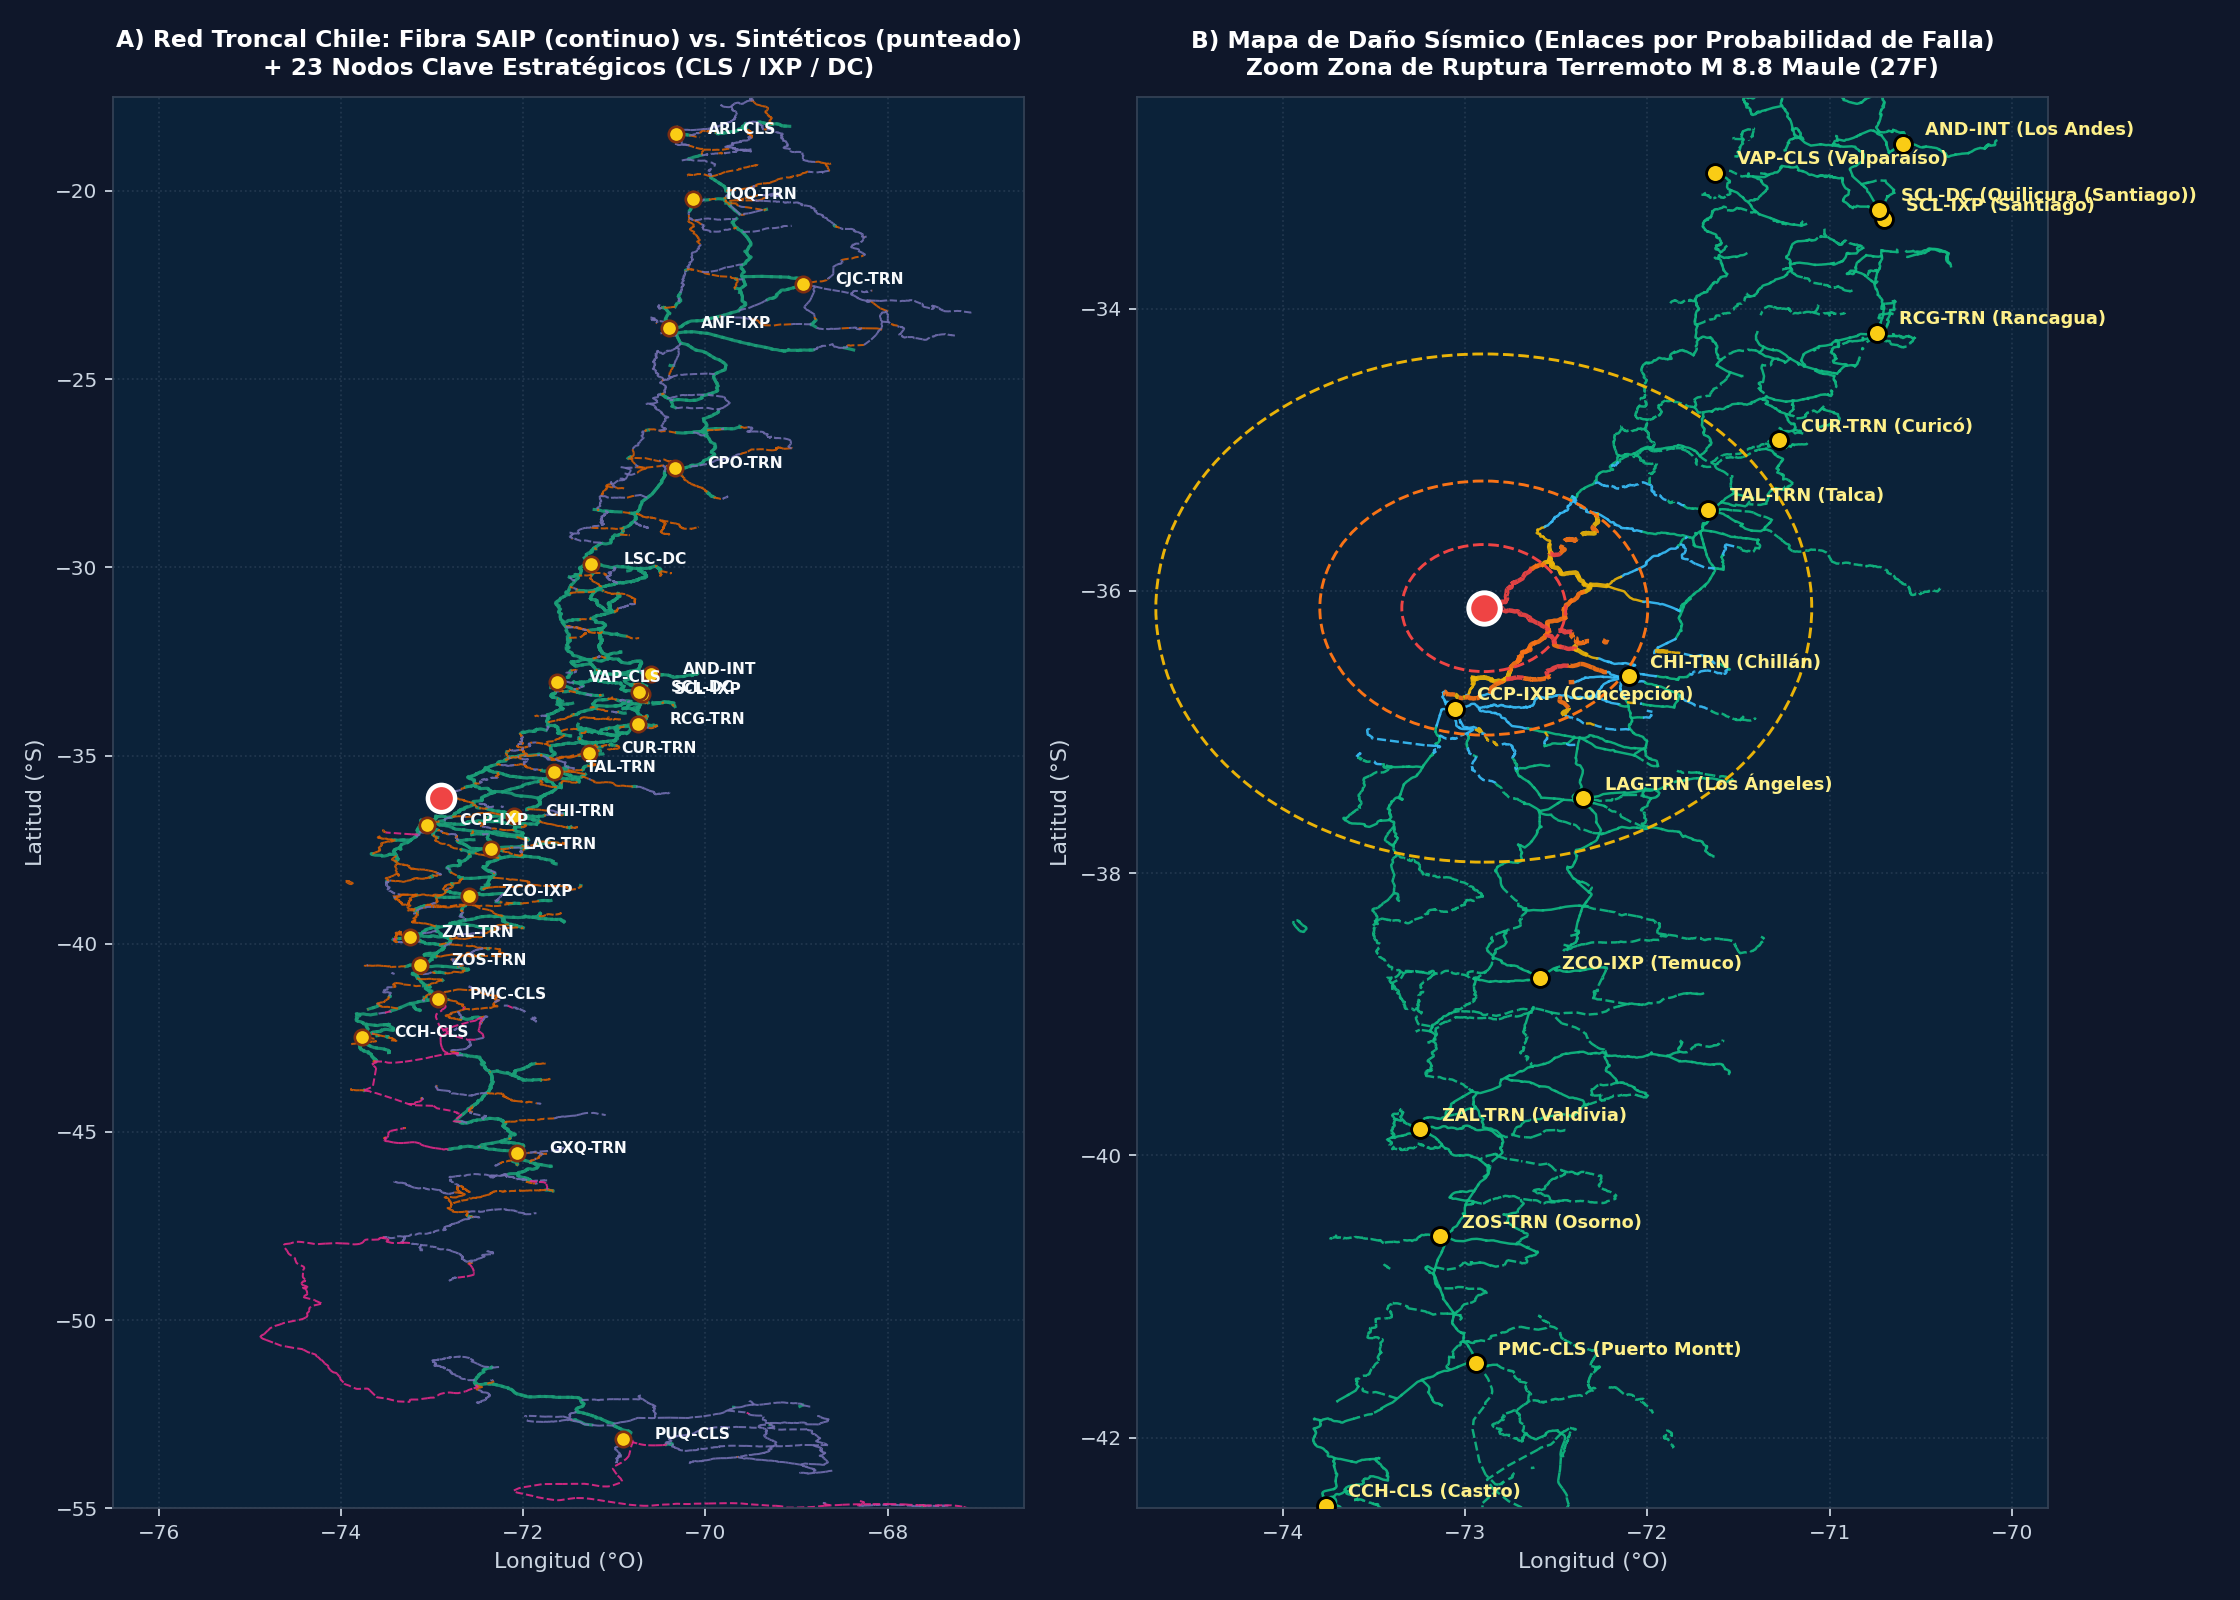 A) Red Troncal Chile: Fibra SAIP (continuo) vs. Sintéticos (punteado)
+ 23 Nodos Clave Estratégicos (CLS / IXP / DC)
ARI-CLS
IQQ-TRN
CJC-TRN
ANF-IXP
CPO-TRN
LSC-DC
AND-INT
VAP-CLS
SCL-DC
SCL-IXP
RCG-TRN
CUR-TRN
TAL-TRN
CHI-TRN
CCP-IXP
LAG-TRN
ZCO-IXP
ZAL-TRN
ZOS-TRN
PMC-CLS
CCH-CLS
GXQ-TRN
PUQ-CLS
−20
−25
−30
−35
−40
−45
−50
−55
Latitud (°S)
−76
−74
−72
−70
−68
Longitud (°O)
B) Mapa de Daño Sísmico (Enlaces por Probabilidad de Falla)
Zoom Zona de Ruptura Terremoto M 8.8 Maule (27F)
AND-INT (Los Andes)
VAP-CLS (Valparaíso)
SCL-DC (Quilicura (Santiago))
SCL-IXP (Santiago)
RCG-TRN (Rancagua)
CUR-TRN (Curicó)
TAL-TRN (Talca)
CHI-TRN (Chillán)
CCP-IXP (Concepción)
LAG-TRN (Los Ángeles)
ZCO-IXP (Temuco)
ZAL-TRN (Valdivia)
ZOS-TRN (Osorno)
PMC-CLS (Puerto Montt)
CCH-CLS (Castro)
−34
−36
−38
−40
−42
Latitud (°S)
−74
−73
−72
−71
−70
Longitud (°O)